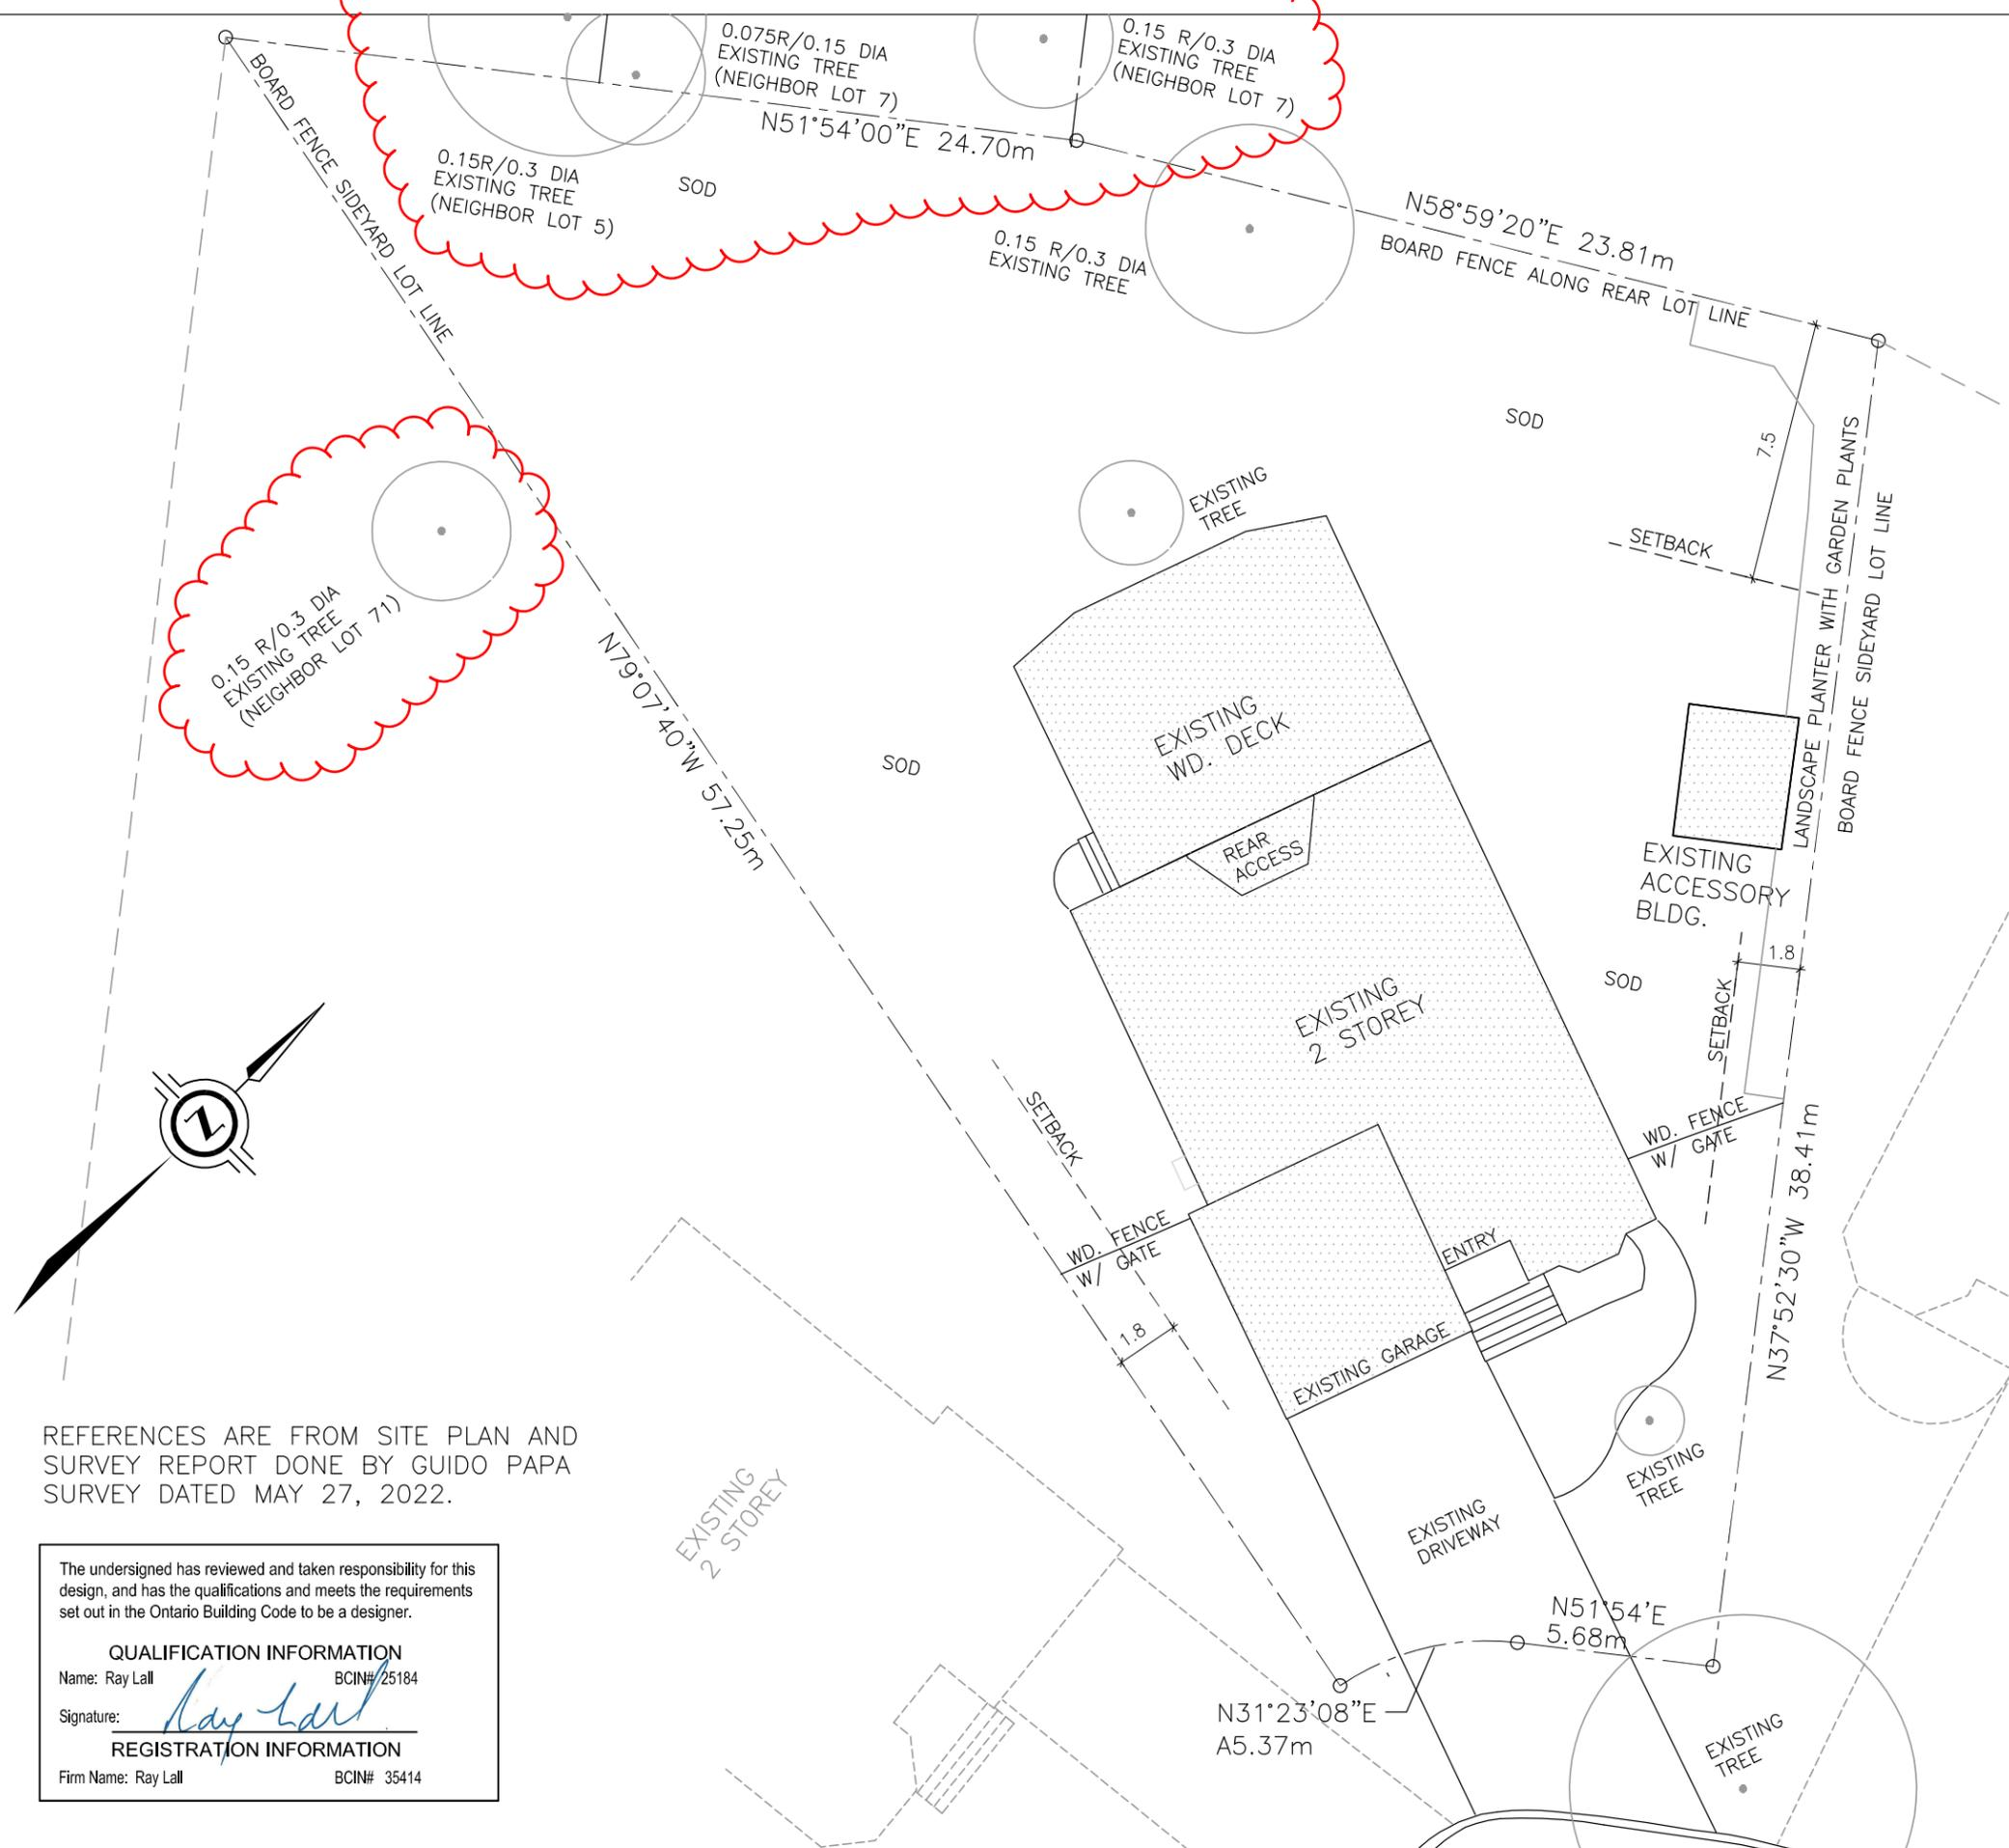 0.075R/0.15 DIA
EXISTING TREE
(NEIGHBOR LOT 7)
0.15 R/0.3 DIA
EXISTING TREE
(NEIGHBOR LOT 7)
BOARD FENCE SIDEYARD LOT LINE
N51°54'00"E 24.70m
0.15R/0.3 DIA
EXISTING TREE
(NEIGHBOR LOT 5)
SOD
N58°59'20"E 23.81m
BOARD FENCE ALONG REAR LOT LINE
0.15 R/0.3 DIA
EXISTING TREE
SOD
7.5
EXISTING
TREE
SETBACK
LANDSCAPE PLANTER WITH GARDEN PLANTS
BOARD FENCE SIDEYARD LOT LINE
0.15 R/0.3 DIA
EXISTING TREE
(NEIGHBOR LOT 71)
N79°07'40"W 57.25m
EXISTING
WD. DECK
SOD
REAR
ACCESS
EXISTING
ACCESSORY
BLDG.
1.8
SOD
SETBACK
EXISTING
2 STOREY
Z
SETBACK
WD. FENCE
W/ GATE
N37°52'30"W 38.41m
WD. FENCE
W/ GATE
ENTRY
1.8
EXISTING GARAGE
EXISTING
TREE
REFERENCES ARE FROM SITE PLAN AND
SURVEY REPORT DONE BY GUIDO PAPA
SURVEY DATED MAY 27, 2022.
EXISTING
2 STOREY
EXISTING
DRIVEWAY
N51°54'E
5.68m
N31°23'08"E
A5.37m
EXISTING
TREE
The undersigned has reviewed and taken responsibility for this
design, and has the qualifications and meets the requirements
set out in the Ontario Building Code to be a designer.
QUALIFICATION INFORMATION
Name: Ray Lall BCIN# 25184
Signature: Ray Lall
REGISTRATION INFORMATION
Firm Name: Ray Lall BCIN# 35414